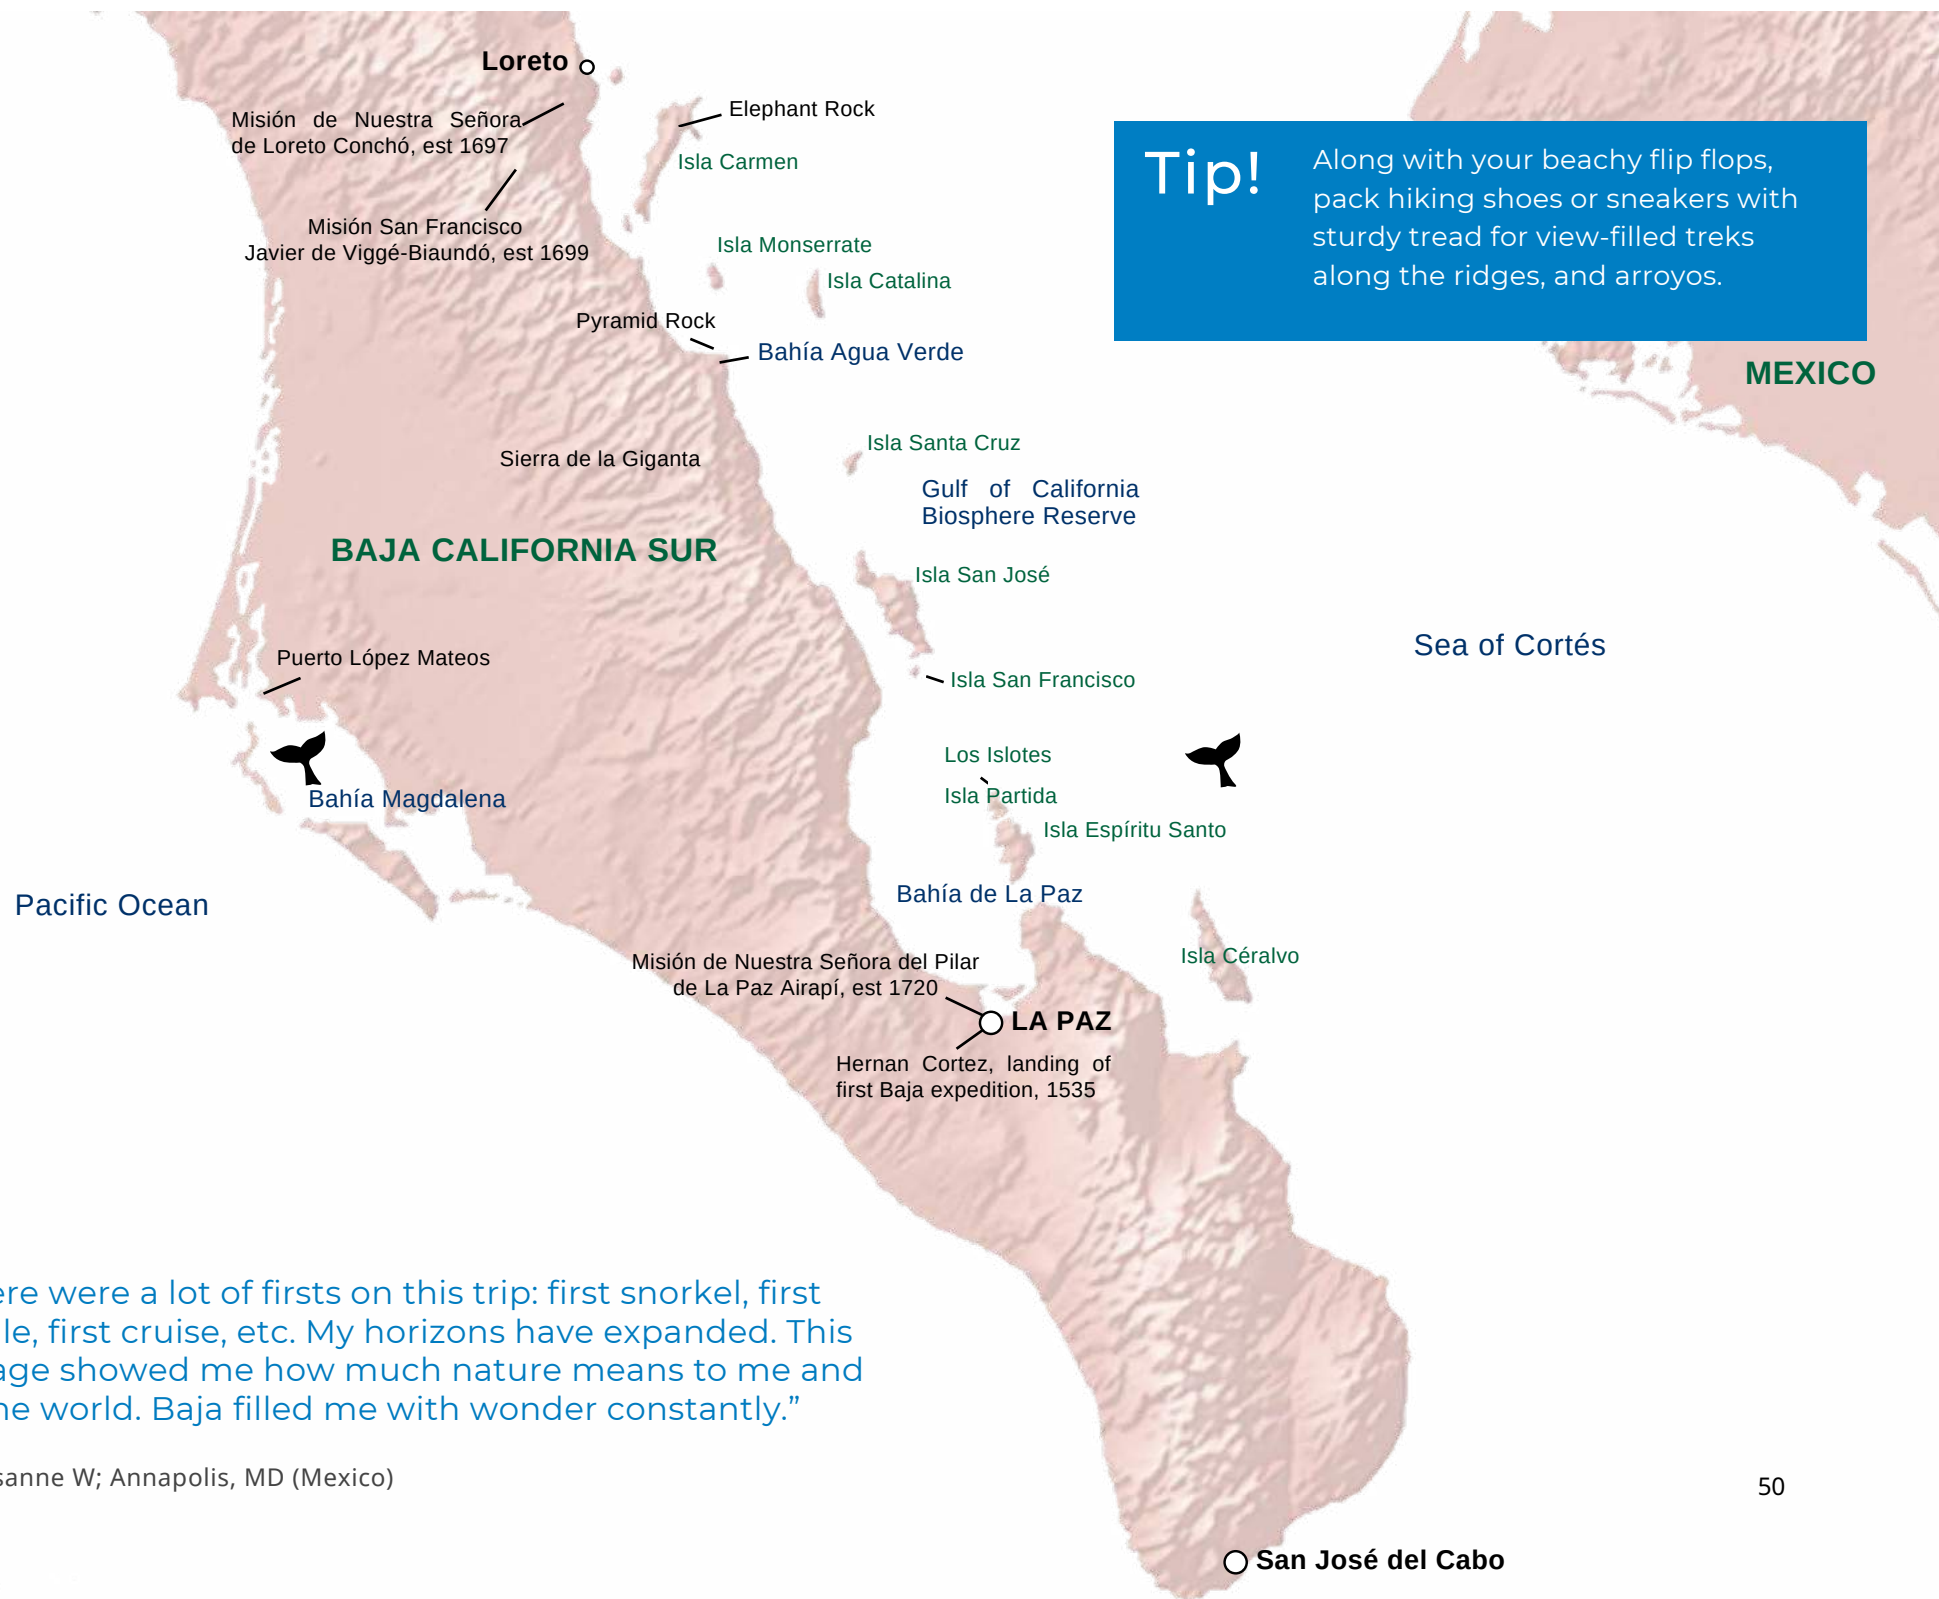 Loreto
Misión de Nuestra Señora
de Loreto Conchó, est 1697
Elephant Rock
Isla Carmen
Tip!
Along with your beachy flip flops,
pack hiking shoes or sneakers with
sturdy tread for view-filled treks
along the ridges, and arroyos.
Misión San Francisco
Javier de Viggé-Biaundó, est 1699
Isla Monserrate
Isla Catalina
Pyramid Rock
Bahía Agua Verde
MEXICO
Isla Santa Cruz
Sierra de la Giganta
Gulf of California
Biosphere Reserve
BAJA CALIFORNIA SUR
Isla San José
Sea of Cortés
Puerto López Mateos
Isla San Francisco
Los Islotes
Isla Partida
Bahía Magdalena
Isla Espíritu Santo
Bahía de La Paz
Pacific Ocean
Isla Céralvo
Misión de Nuestra Señora del Pilar
de La Paz Airapí, est 1720
LA PAZ
Hernan Cortez, landing of
first Baja expedition, 1535
ere were a lot of firsts on this trip: first snorkel, first
le, first cruise, etc. My horizons have expanded. This
age showed me how much nature means to me and
he world. Baja filled me with wonder constantly.”
sanne W; Annapolis, MD (Mexico)
50
San José del Cabo